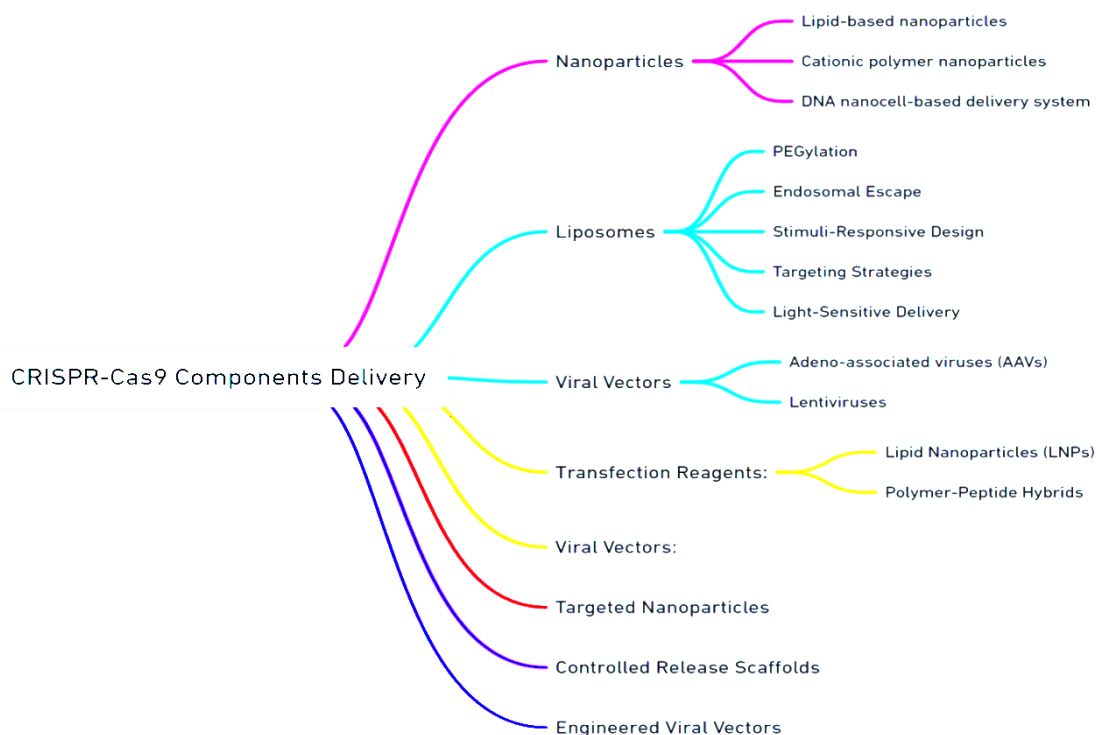 CRISPR-Cas9 Components Delivery
Nanoparticles
Lipid-based nanoparticles
Cationic polymer nanoparticles
DNA nanocell-based delivery system
Liposomes
PEGylation
Endosomal Escape
Stimuli-Responsive Design
Targeting Strategies
Light-Sensitive Delivery
Viral Vectors
Adeno-associated viruses (AAVs)
Lentiviruses
Transfection Reagents:
Lipid Nanoparticles (LNPs)
Polymer-Peptide Hybrids
Viral Vectors:
Targeted Nanoparticles
Controlled Release Scaffolds
Engineered Viral Vectors